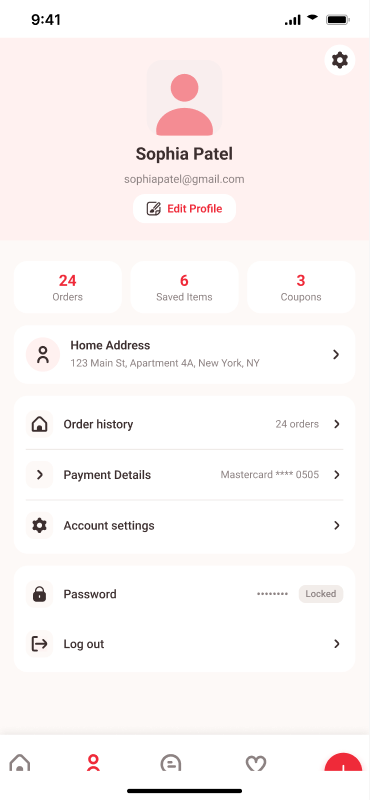 9:41
Sophia Patel
sophiapatel@gmail.com
Edit Profile
24
Orders
6
Saved Items
3
Coupons
Home Address
123 Main St, Apartment 4A, New York, NY
Order history
24 orders
Payment Details
Mastercard **** 0505
Account settings
Password
••••••••
Locked
Log out